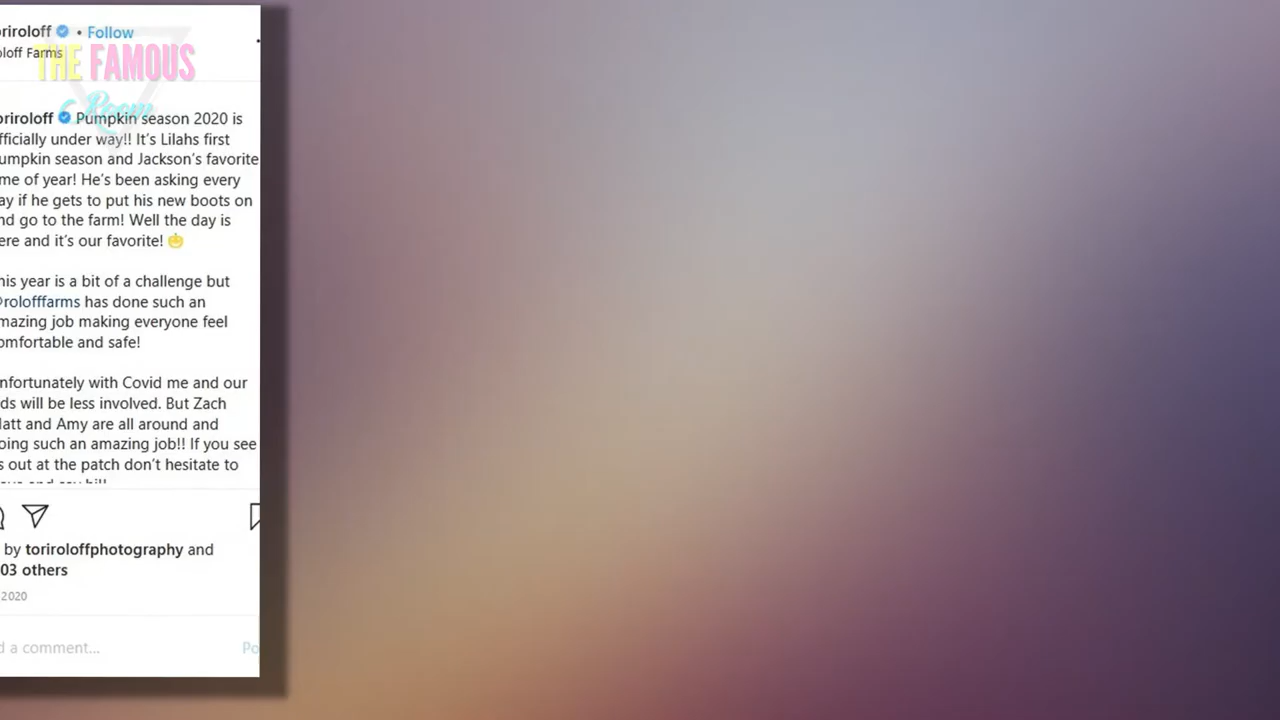 riroloff • Follow
loff Farms
THE FAMOUS
Room
riroloff Pumpkin season 2020 is
fficially under way!! It's Lilahs first
umpkin season and Jackson's favorite
me of year! He's been asking every
ay if he gets to put his new boots on
nd go to the farm! Well the day is
ere and it's our favorite! 🎃
his year is a bit of a challenge but
@rolofffarms has done such an
mazing job making everyone feel
omfortable and safe!
nfortunately with Covid me and our
ds will be less involved. But Zach
att and Amy are all around and
oing such an amazing job!! If you see
s out at the patch don't hesitate to
by toriroloffphotography and
03 others
2020
d a comment...
Po